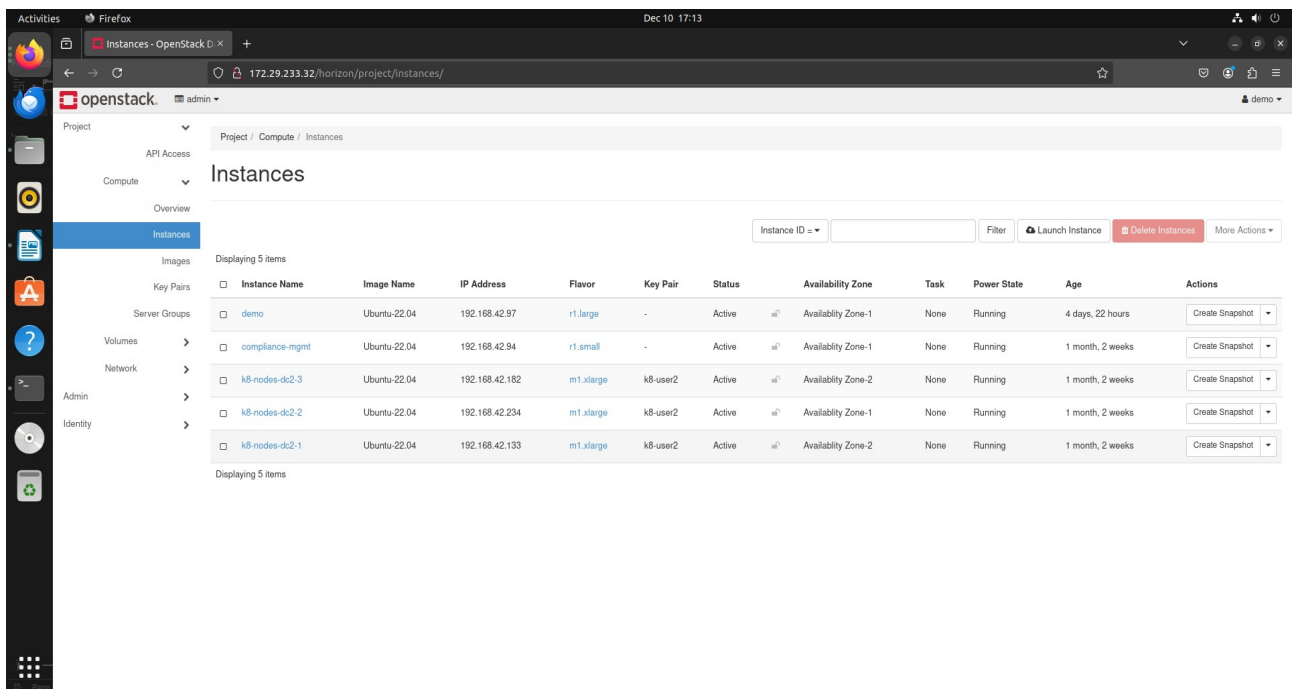 Activities Firefox Dec 10 17:13
Instances - OpenStack D × +
172.29.233.32/horizon/project/instances/
openstack. admin demo
Project
API Access
Compute
Overview
Instances
Images
Key Pairs
Server Groups
Volumes
Network
Admin
Identity
Project / Compute / Instances
Instances
Instance ID = Filter Launch Instance Delete Instances More Actions
Displaying 5 items
Instance Name Image Name IP Address Flavor Key Pair Status Availability Zone Task Power State Age Actions
demo Ubuntu-22.04 192.168.42.97 r1.large - Active Availablity Zone-1 None Running 4 days, 22 hours Create Snapshot
compliance-mgmt Ubuntu-22.04 192.168.42.94 r1.small - Active Availablity Zone-1 None Running 1 month, 2 weeks Create Snapshot
k8-nodes-dc2-3 Ubuntu-22.04 192.168.42.182 m1.xlarge k8-user2 Active Availablity Zone-2 None Running 1 month, 2 weeks Create Snapshot
k8-nodes-dc2-2 Ubuntu-22.04 192.168.42.234 m1.xlarge k8-user2 Active Availablity Zone-1 None Running 1 month, 2 weeks Create Snapshot
k8-nodes-dc2-1 Ubuntu-22.04 192.168.42.133 m1.xlarge k8-user2 Active Availablity Zone-2 None Running 1 month, 2 weeks Create Snapshot
Displaying 5 items